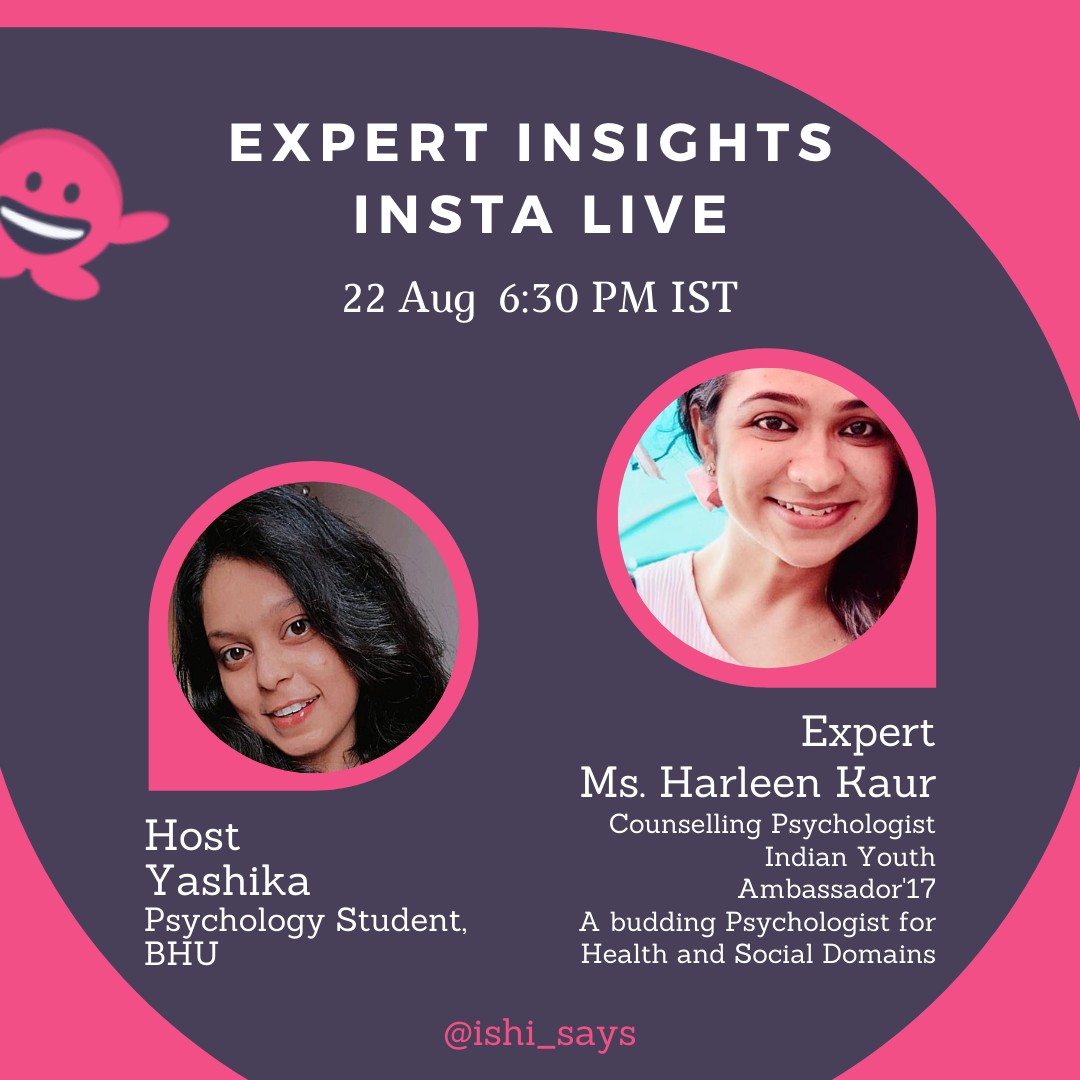 EXPERT INSIGHTS
INSTA LIVE
22 Aug 6:30 PM IST
Host
Yashika
Psychology Student,
BHU
Expert
Ms. Harleen Kaur
Counselling Psychologist
Indian Youth
Ambassador'17
A budding Psychologist for
Health and Social Domains
@ishi_says